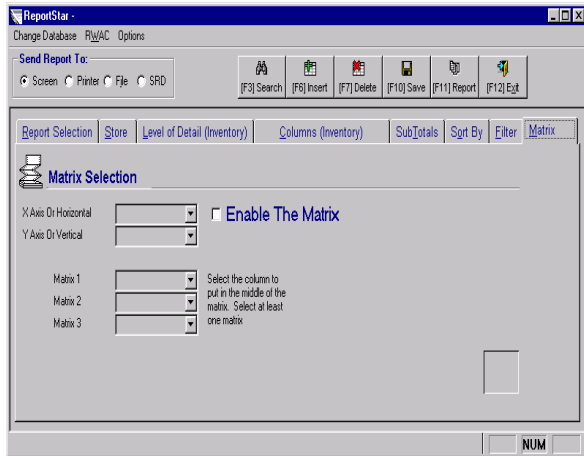 ReportStar -
Change Database RWAC Options
Send Report To:
Screen Printer File SRD
[F3] Search [F6] Insert [F7] Delete [F10] Save [F11] Report [F12] Exit
Report Selection Store Level of Detail (Inventory) Columns (Inventory) SubTotals Sort By Filter Matrix
Matrix Selection
X Axis Or Horizontal
Enable The Matrix
Y Axis Or Vertical
Matrix 1
Matrix 2
Matrix 3
Select the column to
put in the middle of the
matrix. Select at least
one matrix
NUM